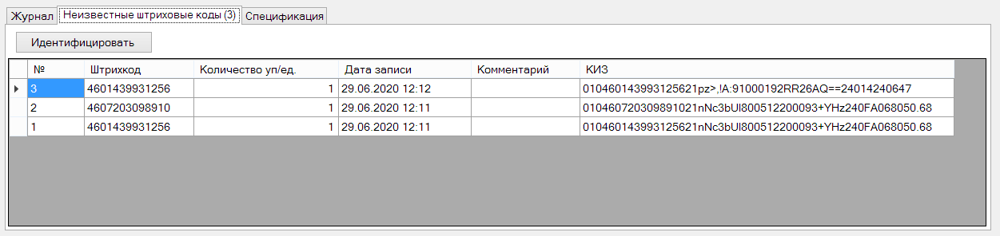 Журнал Неизвестные штриховые коды (3) Спецификация
Идентифицировать
№ Штрихкод Количество уп/ед. Дата записи Комментарий КИЗ
3 4601439931256 1 29.06.2020 12:12 010460143993125621pz>,!A:91000192RR26AQ==24014240647
2 4607203098910 1 29.06.2020 12:11 010460720309891021nNc3bUI800512200093+YHz240FA068050.68
1 4601439931256 1 29.06.2020 12:11 010460143993125621nNc3bUI800512200093+YHz240FA068050.68